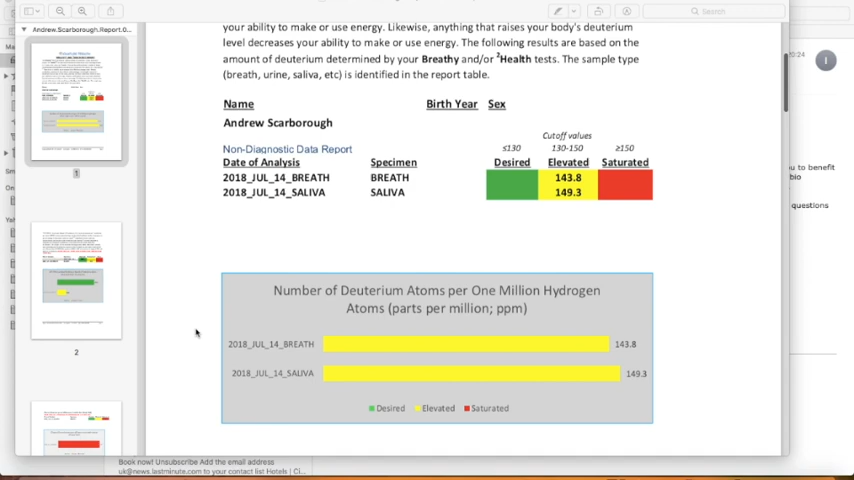 Search
Andrew.Scarborough.Report.0...
your ability to make or use energy. Likewise, anything that raises your body's deuterium
level decreases your ability to make or use energy. The following results are based on the
amount of deuterium determined by your Breathy and/or ²Health tests. The sample type
(breath, urine, saliva, etc) is identified in the report table.
Name Birth Year Sex
Andrew Scarborough
Cutoff values
Non-Diagnostic Data Report ≤130 130-150 ≥150
Date of Analysis Specimen Desired Elevated Saturated
2018_JUL_14_BREATH BREATH 143.8
2018_JUL_14_SALIVA SALIVA 149.3
Number of Deuterium Atoms per One Million Hydrogen
Atoms (parts per million; ppm)
2018_JUL_14_BREATH 143.8
2018_JUL_14_SALIVA 149.3
Desired Elevated Saturated
1
2
20:24
I
u to benefit
bio
questions
Book now! Unsubscribe Add the email address
uk@news.lastminute.com to your contact list Hotels | Ci...